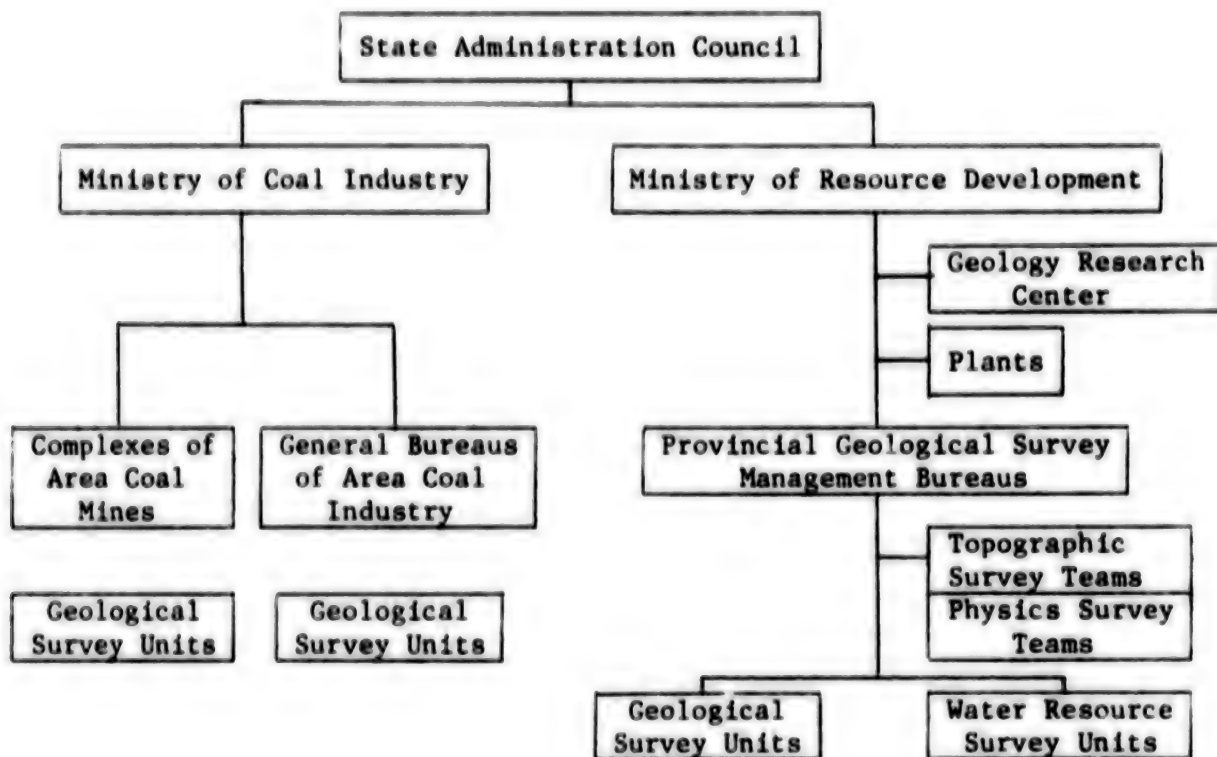 State Administration Council
Ministry of Coal Industry
Ministry of Resource Development
Geology Research
Center
Plants
Complexes of
Area Coal
Mines
General Bureaus
of Area Coal
Industry
Provincial Geological Survey
Management Bureaus
Topographic
Survey Teams
Physics Survey
Teams
Geological
Survey Units
Geological
Survey Units
Geological
Survey Units
Water Resource
Survey Units